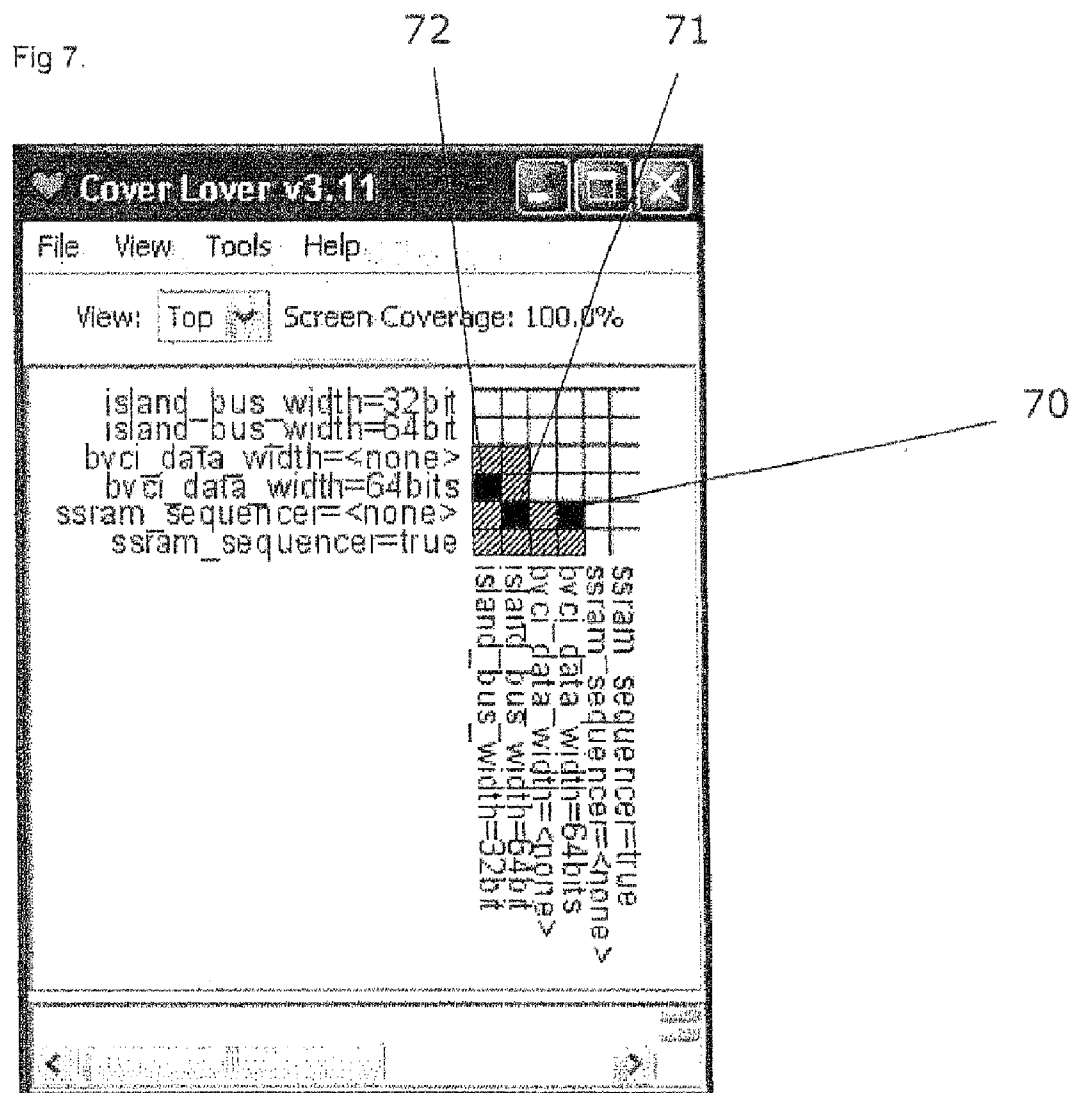 72
71
Fig 7.
Cover Lover v3.11
File View Tools Help
View: Top Screen Coverage: 100.0%
island_bus_width=32bit
island_bus_width=64bit
bvci_data_width=<none>
bvci_data_width=64bits
ssram_sequencer=<none>
ssram_sequencer=true
70
island_bus_width=32bit
island_bus_width=64bit
bvci_data_width=<none>
bvci_data_width=64bits
ssram_sequencer=<none>
ssram_sequencer=true